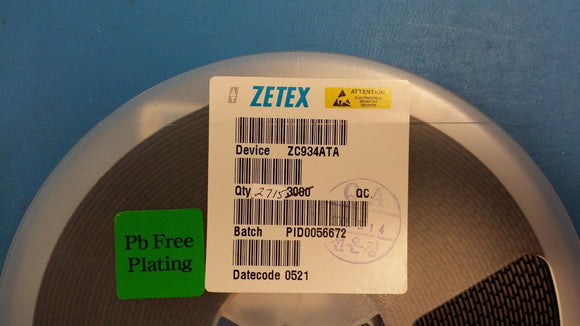 ZETEX
ATTENTION
Device ZC934ATA
Qty 2715 3000 QC.
Q.A
Batch PID0056672
Datecode 0521
Pb Free
Plating